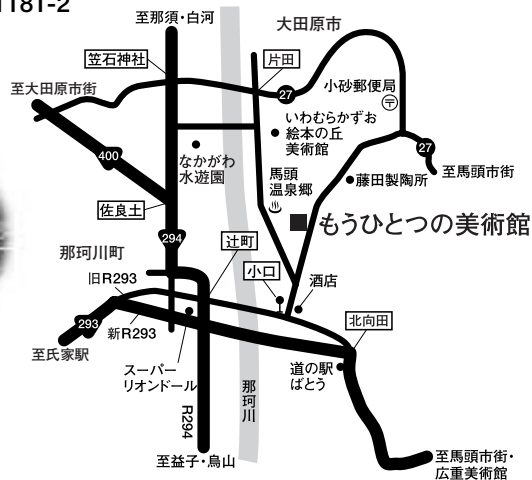 1181-2
至那須・白河
大田原市
笠石神社
片田
小砂郵便局
至大田原市街
27
いわむらかずお
絵本の丘
美術館
27
400
なかがわ
水遊園
馬頭
温泉郷
藤田製陶所
至馬頭市街
佐良土
もうひとつの美術館
294
辻町
那珂川町
小口
酒店
旧R293
北向田
293
新R293
至氏家駅
スーパー
リオンドール
那珂川
道の駅
ばとう
R294
至益子・烏山
至馬頭市街・
広重美術館